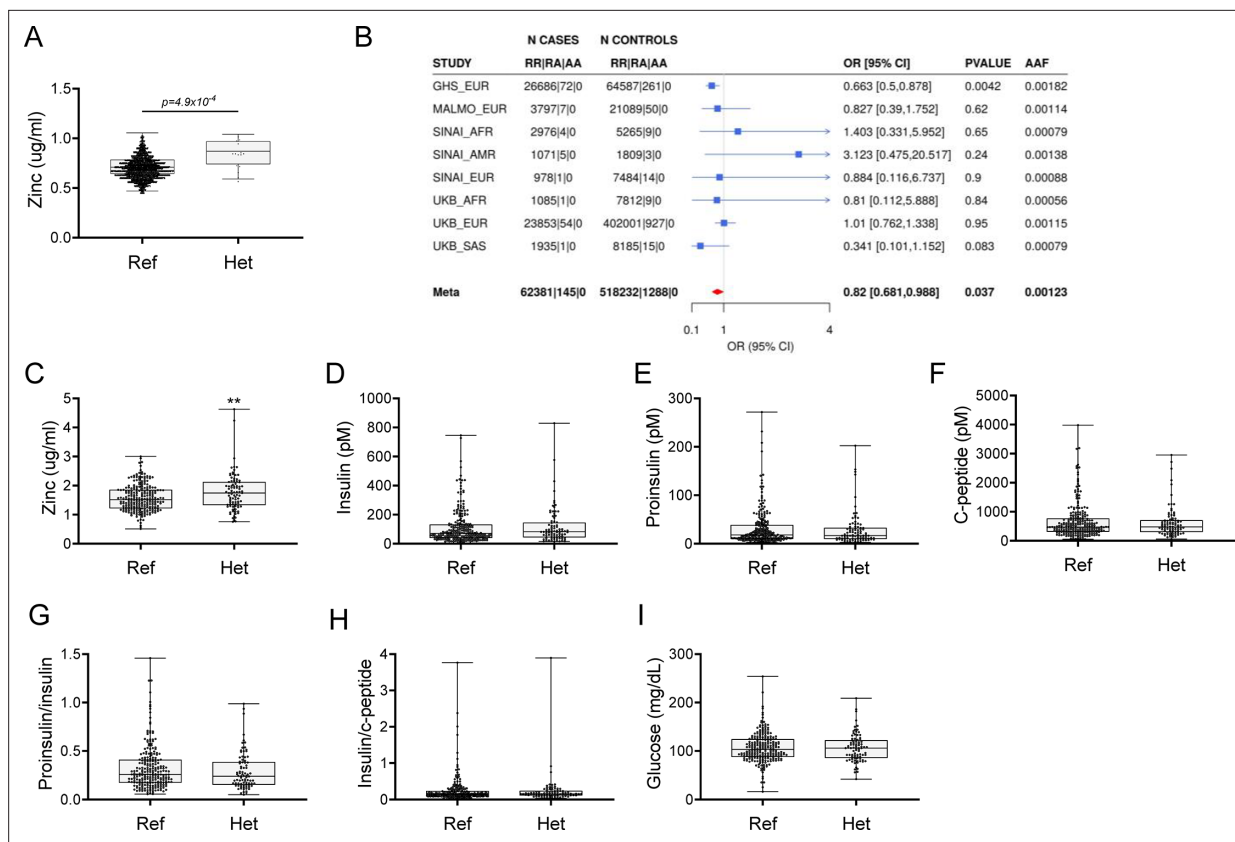 A
Zinc (ug/ml)
1.5
1.0
0.5
0.0
p=4.9x10-4
Ref Het
B
N CASES N CONTROLS
STUDY RR|RA|AA RR|RA|AA OR [95% CI] PVALUE AAF
GHS_EUR 26686|72|0 64587|261|0 0.663 [0.5,0.878] 0.0042 0.00182
MALMO_EUR 3797|7|0 21089|50|0 0.827 [0.39,1.752] 0.62 0.00114
SINAI_AFR 2976|4|0 5265|9|0 1.403 [0.331,5.952] 0.65 0.00079
SINAI_AMR 1071|5|0 1809|3|0 3.123 [0.475,20.517] 0.24 0.00138
SINAI_EUR 978|1|0 7484|14|0 0.884 [0.116,6.737] 0.9 0.00088
UKB_AFR 1085|1|0 7812|9|0 0.81 [0.112,5.888] 0.84 0.00056
UKB_EUR 23853|54|0 402001|927|0 1.01 [0.762,1.338] 0.95 0.00115
UKB_SAS 1935|1|0 8185|15|0 0.341 [0.101,1.152] 0.083 0.00079
Meta 62381|145|0 518232|1288|0 0.82 [0.681,0.988] 0.037 0.00123
0.1 1 4
OR (95% CI)
C
Zinc (ug/ml)
5
4
3
2
1
0
**
Ref Het
D
Insulin (pM)
1000
800
600
400
200
0
Ref Het
E
Proinsulin (pM)
300
200
100
0
Ref Het
F
C-peptide (pM)
5000
4000
3000
2000
1000
0
Ref Het
G
Proinsulin/insulin
1.5
1.0
0.5
0.0
Ref Het
H
Insulin/c-peptide
4
3
2
1
0
Ref Het
I
Glucose (mg/dL)
300
200
100
0
Ref Het